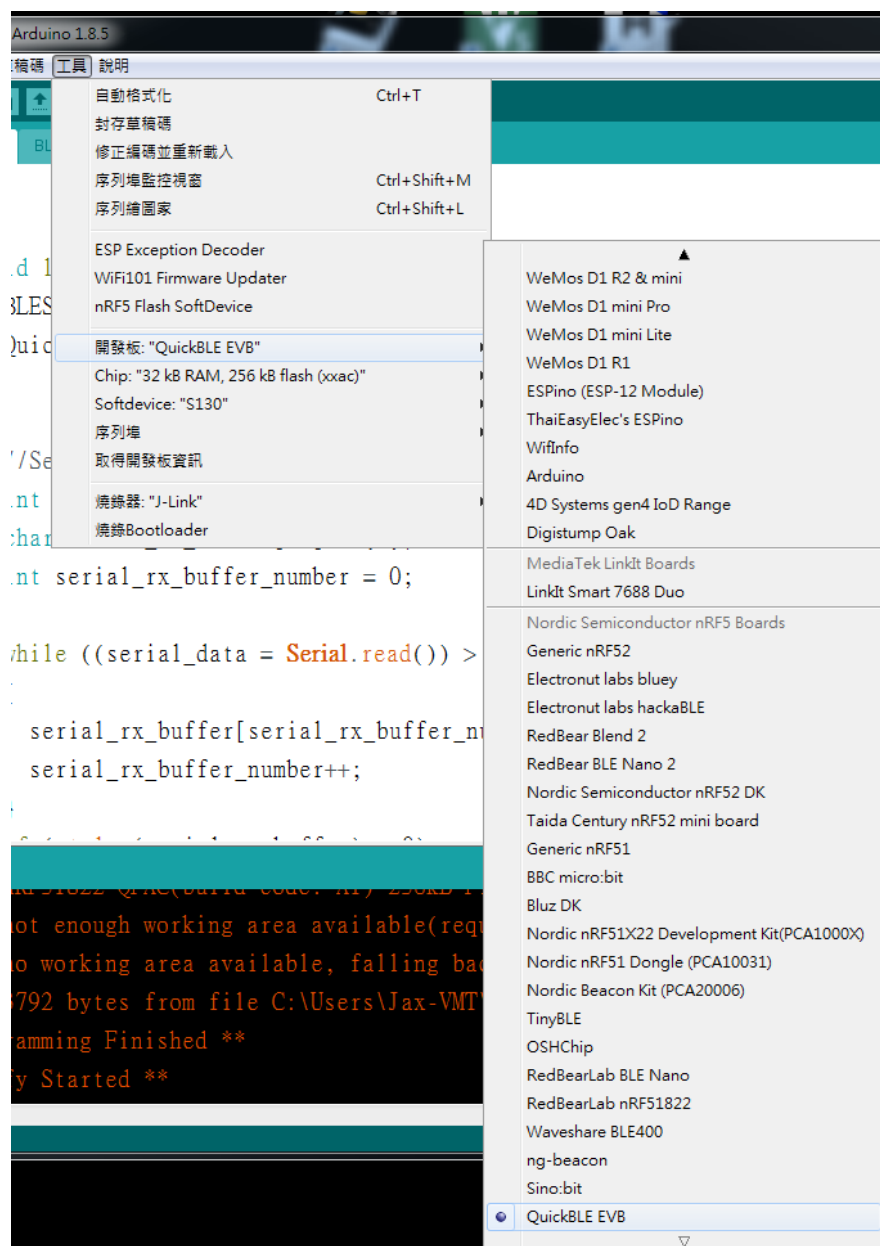 Arduino 1.8.5
稿碼 工具 說明
自動格式化 Ctrl+T
封存草稿碼
修正編碼並重新載入
序列埠監控視窗 Ctrl+Shift+M
序列繪圖家 Ctrl+Shift+L
ESP Exception Decoder
WiFi101 Firmware Updater
nRF5 Flash SoftDevice
開發板: "QuickBLE EVB"
Chip: "32 kB RAM, 256 kB flash (xxac)"
Softdevice: "S130"
序列埠
取得開發板資訊
燒錄器: "J-Link"
燒錄Bootloader
WeMos D1 R2 & mini
WeMos D1 mini Pro
WeMos D1 mini Lite
WeMos D1 R1
ESPino (ESP-12 Module)
ThaiEasyElec's ESPino
WifInfo
Arduino
4D Systems gen4 IoD Range
Digistump Oak
MediaTek LinkIt Boards
LinkIt Smart 7688 Duo
Nordic Semiconductor nRF5 Boards
Generic nRF52
Electronut labs bluey
Electronut labs hackaBLE
RedBear Blend 2
RedBear BLE Nano 2
Nordic Semiconductor nRF52 DK
Taida Century nRF52 mini board
Generic nRF51
BBC micro:bit
Bluz DK
Nordic nRF51X22 Development Kit(PCA1000X)
Nordic nRF51 Dongle (PCA10031)
Nordic Beacon Kit (PCA20006)
TinyBLE
OSHChip
RedBearLab BLE Nano
RedBearLab nRF51822
Waveshare BLE400
ng-beacon
Sino:bit
QuickBLE EVB
BL
d l
BLES
Quic
//Se
int
char
int serial_rx_buffer_number = 0;
while ((serial_data = Serial.read()) >
serial_rx_buffer[serial_rx_buffer_nu
serial_rx_buffer_number++;
not enough working area available(requ
no working area available, falling bac
3792 bytes from file C:\Users\Jax-VMT
amming Finished **
fy Started **